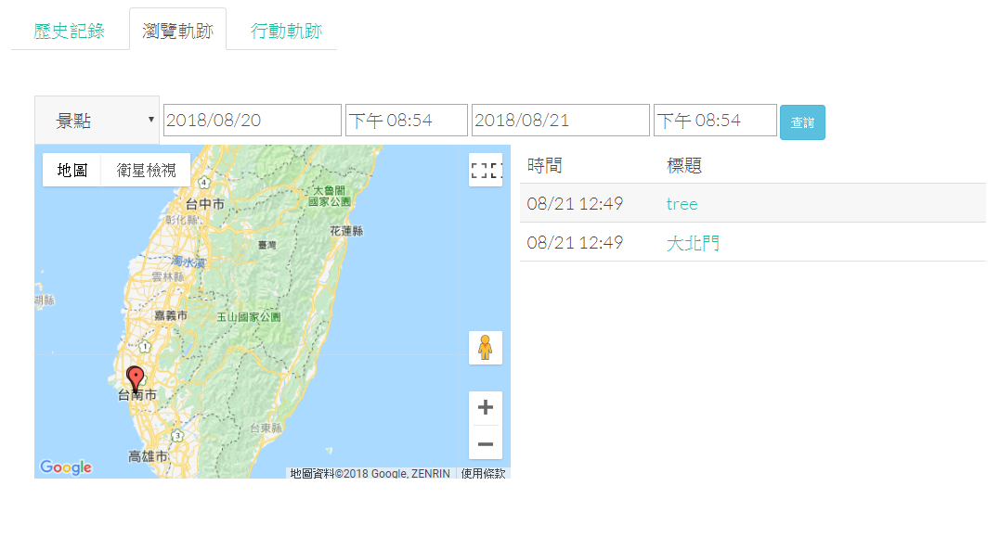 歷史記錄 瀏覽軌跡 行動軌跡
景點 2018/08/20 下午 08:54 2018/08/21 下午 08:54 查詢
地圖 衛星檢視
太魯閣
國家公園
4
台中市
彰化縣
花蓮縣
臺灣
濁水溪
雲林縣
湖縣
嘉義市
玉山國家公園
1
台南市
台東縣
3
高雄市
Google
地圖資料©2018 Google, ZENRIN 使用條款
時間 標題
08/21 12:49 tree
08/21 12:49 大北門